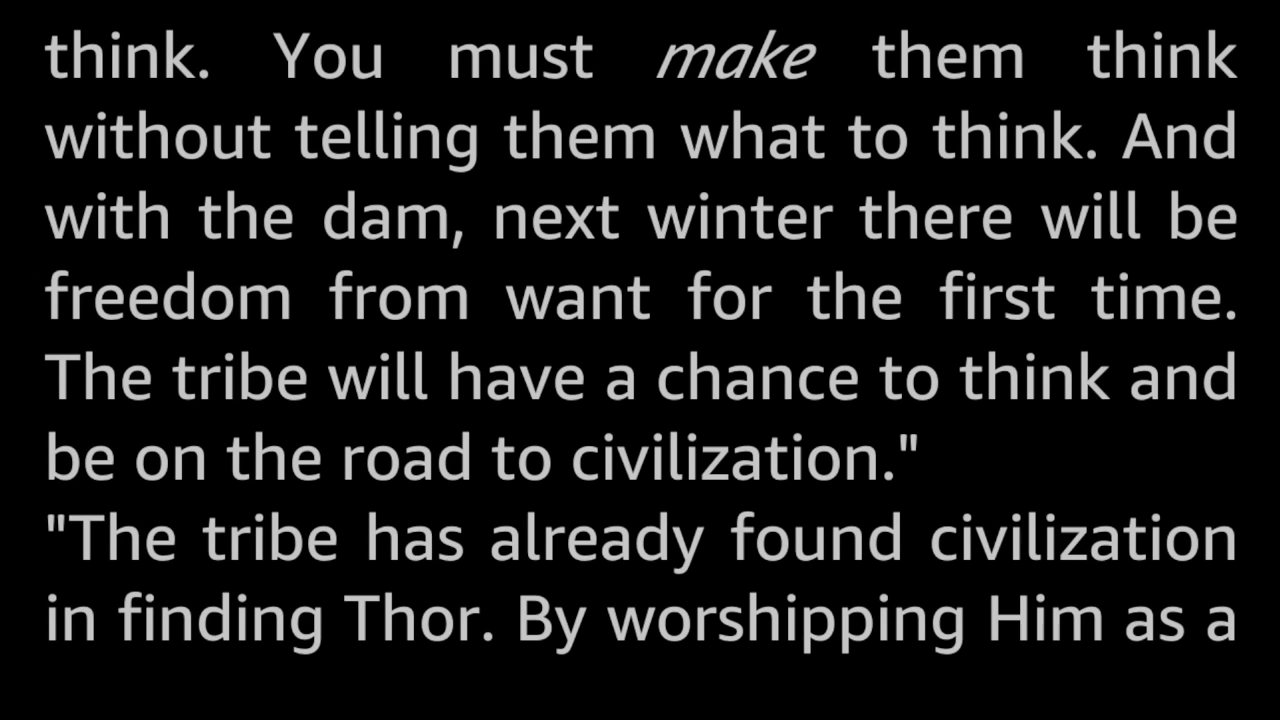 think. You must make them think
without telling them what to think. And
with the dam, next winter there will be
freedom from want for the first time.
The tribe will have a chance to think and
be on the road to civilization."
"The tribe has already found civilization
in finding Thor. By worshipping Him as a